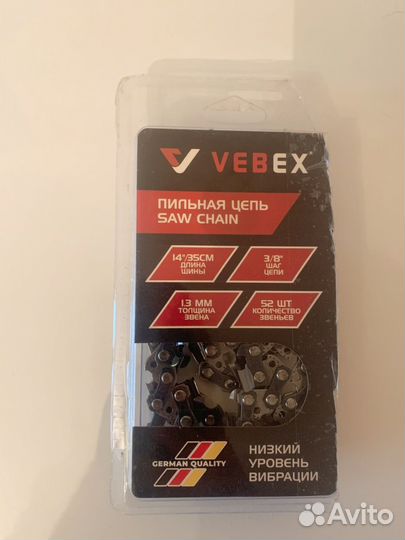 VEBEX
ПИЛЬНАЯ ЦЕПЬ
SAW CHAIN
14"/35СМ
ДЛИНА
ШИНЫ
3/8"
ШАГ
ЦЕПИ
1.3 ММ
ТОЛЩИНА
ЗВЕНА
52 ШТ
КОЛИЧЕСТВО
ЗВЕНЬЕВ
GERMAN QUALITY
НИЗКИЙ
УРОВЕНЬ
ВИБРАЦИИ
Avito